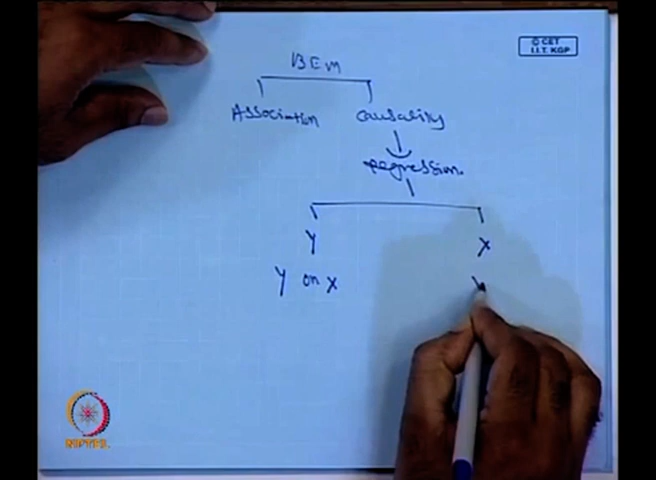 © CET
I.I.T. KGP
BEM
Association Causality
Regression.
Y X
Y on X
NPTEL